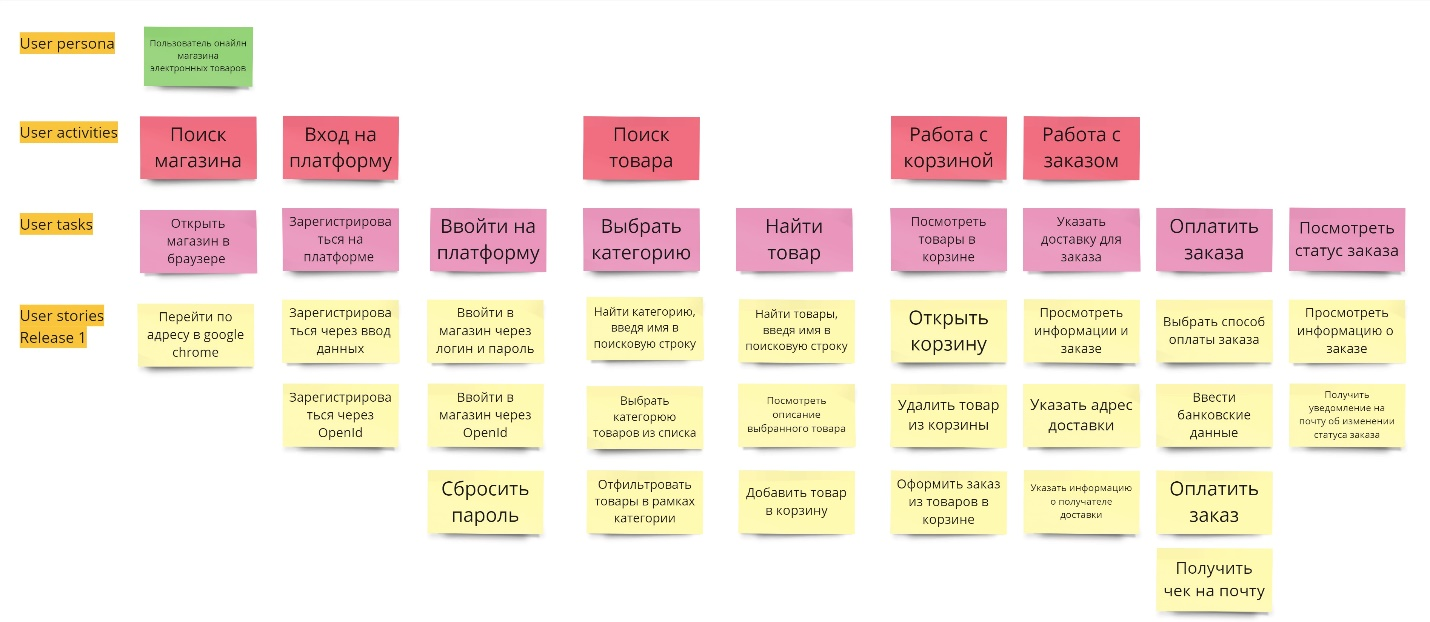 User persona
Пользователь онайлн
магазина
электронных товаров
User activities
Поиск
магазина
Вход на
платформу
Поиск
товара
Работа с
корзиной
Работа с
заказом
User tasks
Открыть
магазин в
браузере
Зарегистрирова
ться на
платформе
Ввойти на
платформу
Выбрать
категорию
Найти
товар
Посмотреть
товары в
корзине
Указать
доставку для
заказа
Оплатить
заказа
Посмотреть
статус заказа
User stories
Release 1
Перейти по
адресу в google
chrome
Зарегистрирова
ться через ввод
данных
Ввойти в
магазин через
логин и пароль
Найти категорию,
введя имя в
поисковую строку
Найти товары,
введя имя в
поисковую строку
Открыть
корзину
Просмотреть
информации и
заказе
Выбрать способ
оплаты заказа
Просмотреть
информацию о
заказе
Зарегистрирова
ться через
OpenId
Ввойти в
магазин через
OpenId
Выбрать
категорюю
товаров из списка
Посмотреть
описание
выбранного товара
Удалить товар
из корзины
Указать адрес
доставки
Ввести
банковские
данные
Получить
уведомление на
почту об изменении
статуса заказа
Сбросить
пароль
Отфильтровать
товары в рамках
категории
Добавить товар
в корзину
Оформить заказ
из товаров в
корзине
Указать информацию
о получателе
доставки
Оплатить
заказ
Получить
чек на почту